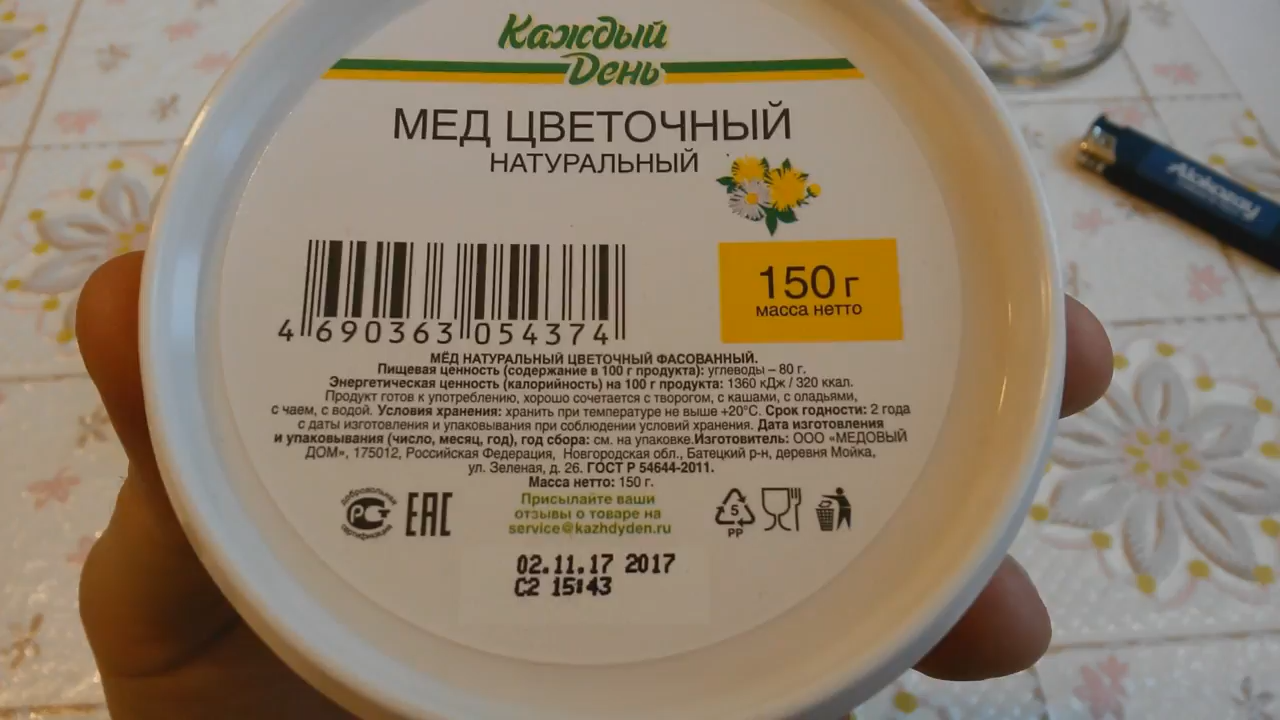 Каждый
День
МЕД ЦВЕТОЧНЫЙ
НАТУРАЛЬНЫЙ
150 г
масса нетто
4 690363 054374
МЁД НАТУРАЛЬНЫЙ ЦВЕТОЧНЫЙ ФАСОВАННЫЙ.
Пищевая ценность (содержание в 100 г продукта): углеводы – 80 г.
Энергетическая ценность (калорийность) на 100 г продукта: 1360 кДж / 320 ккал.
Продукт готов к употреблению, хорошо сочетается с творогом, с кашами, с оладьями,
с чаем, с водой. Условия хранения: хранить при температуре не выше +20°С. Срок годности: 2 года
с даты изготовления и упаковывания при соблюдении условий хранения. Дата изготовления
и упаковывания (число, месяц, год), год сбора: см. на упаковке.Изготовитель: ООО «МЕДОВЫЙ
ДОМ», 175012, Российская Федерация, Новгородская обл., Батецкий р-н, деревня Мойка,
ул. Зеленая, д. 26. ГОСТ Р 54644-2011.
Масса нетто: 150 г.
добровольная
РСТ
сертификация
ЕАС
Присылайте ваши
отзывы о товаре на
service@kazhdyden.ru
5
PP
02.11.17 2017
C2 15:43